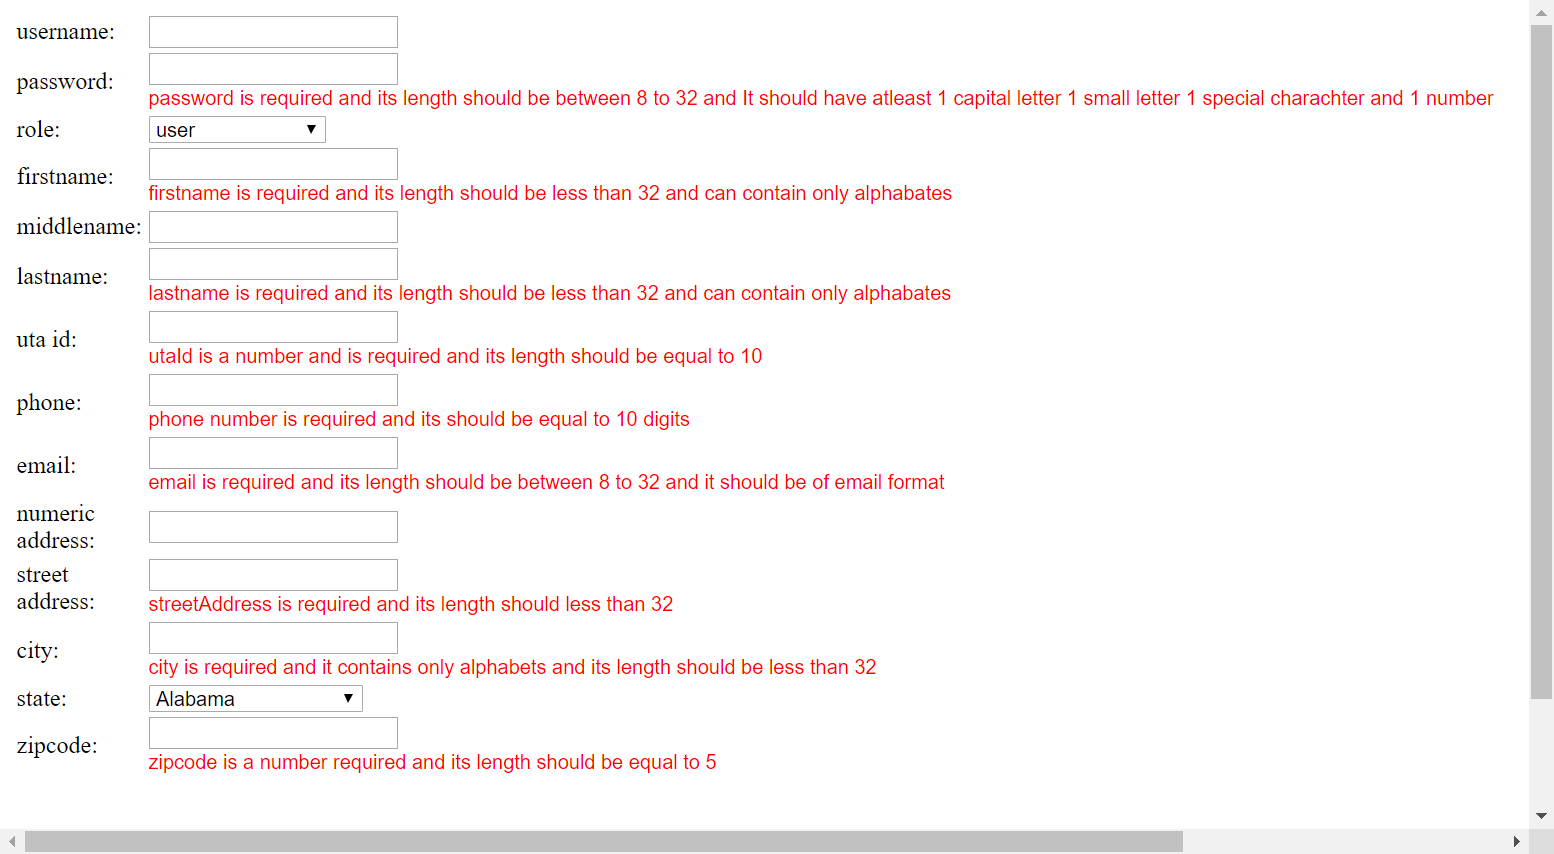 username:
password:
password is required and its length should be between 8 to 32 and It should have atleast 1 capital letter 1 small letter 1 special charachter and 1 number
role:
user
firstname:
firstname is required and its length should be less than 32 and can contain only alphabates
middlename:
lastname:
lastname is required and its length should be less than 32 and can contain only alphabates
uta id:
utaId is a number and is required and its length should be equal to 10
phone:
phone number is required and its should be equal to 10 digits
email:
email is required and its length should be between 8 to 32 and it should be of email format
numeric
address:
street
address:
streetAddress is required and its length should less than 32
city:
city is required and it contains only alphabets and its length should be less than 32
state:
Alabama
zipcode:
zipcode is a number required and its length should be equal to 5